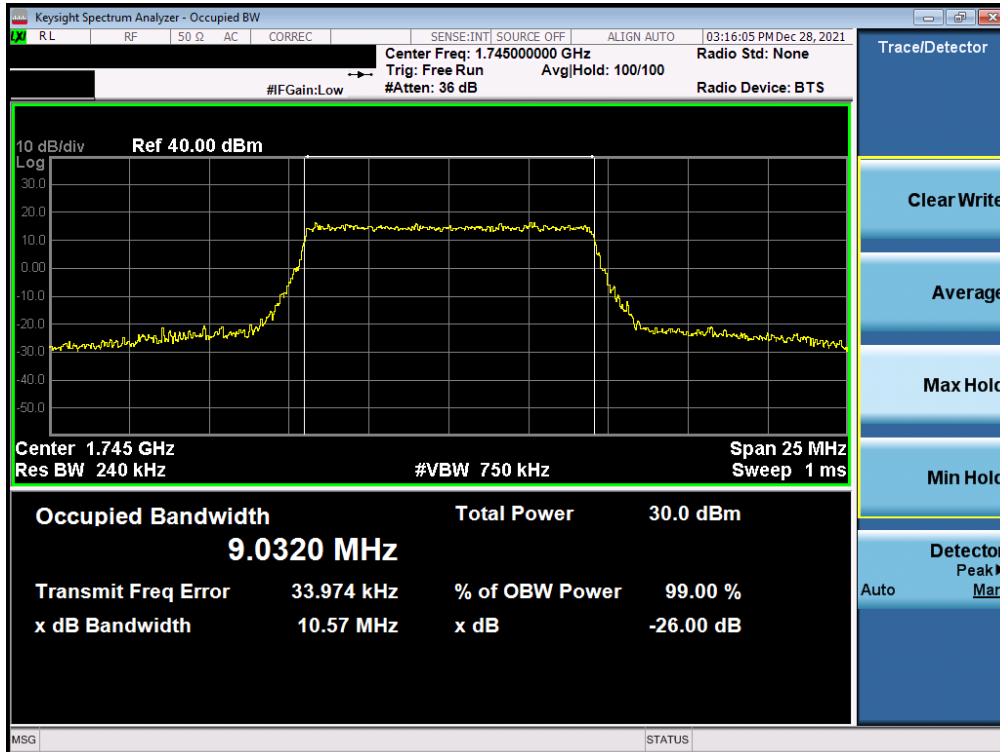 Keysight Spectrum Analyzer - Occupied BW
LXI RL RF 50 Ω AC CORREC SENSE:INT SOURCE OFF ALIGN AUTO 03:16:05 PM Dec 28, 2021
Center Freq: 1.745000000 GHz Radio Std: None
Trig: Free Run Avg|Hold: 100/100
#IFGain:Low #Atten: 36 dB Radio Device: BTS
Trace/Detector
10 dB/div Ref 40.00 dBm
Log
30.0
20.0
10.0
0.00
-10.0
-20.0
-30.0
-40.0
-50.0
Center 1.745 GHz Span 25 MHz
Res BW 240 kHz #VBW 750 kHz Sweep 1 ms
Occupied Bandwidth Total Power 30.0 dBm
9.0320 MHz
Transmit Freq Error 33.974 kHz % of OBW Power 99.00 %
x dB Bandwidth 10.57 MHz x dB -26.00 dB
Clear Write
Average
Max Hold
Min Hold
Detector
Peak
Auto Man
MSG STATUS